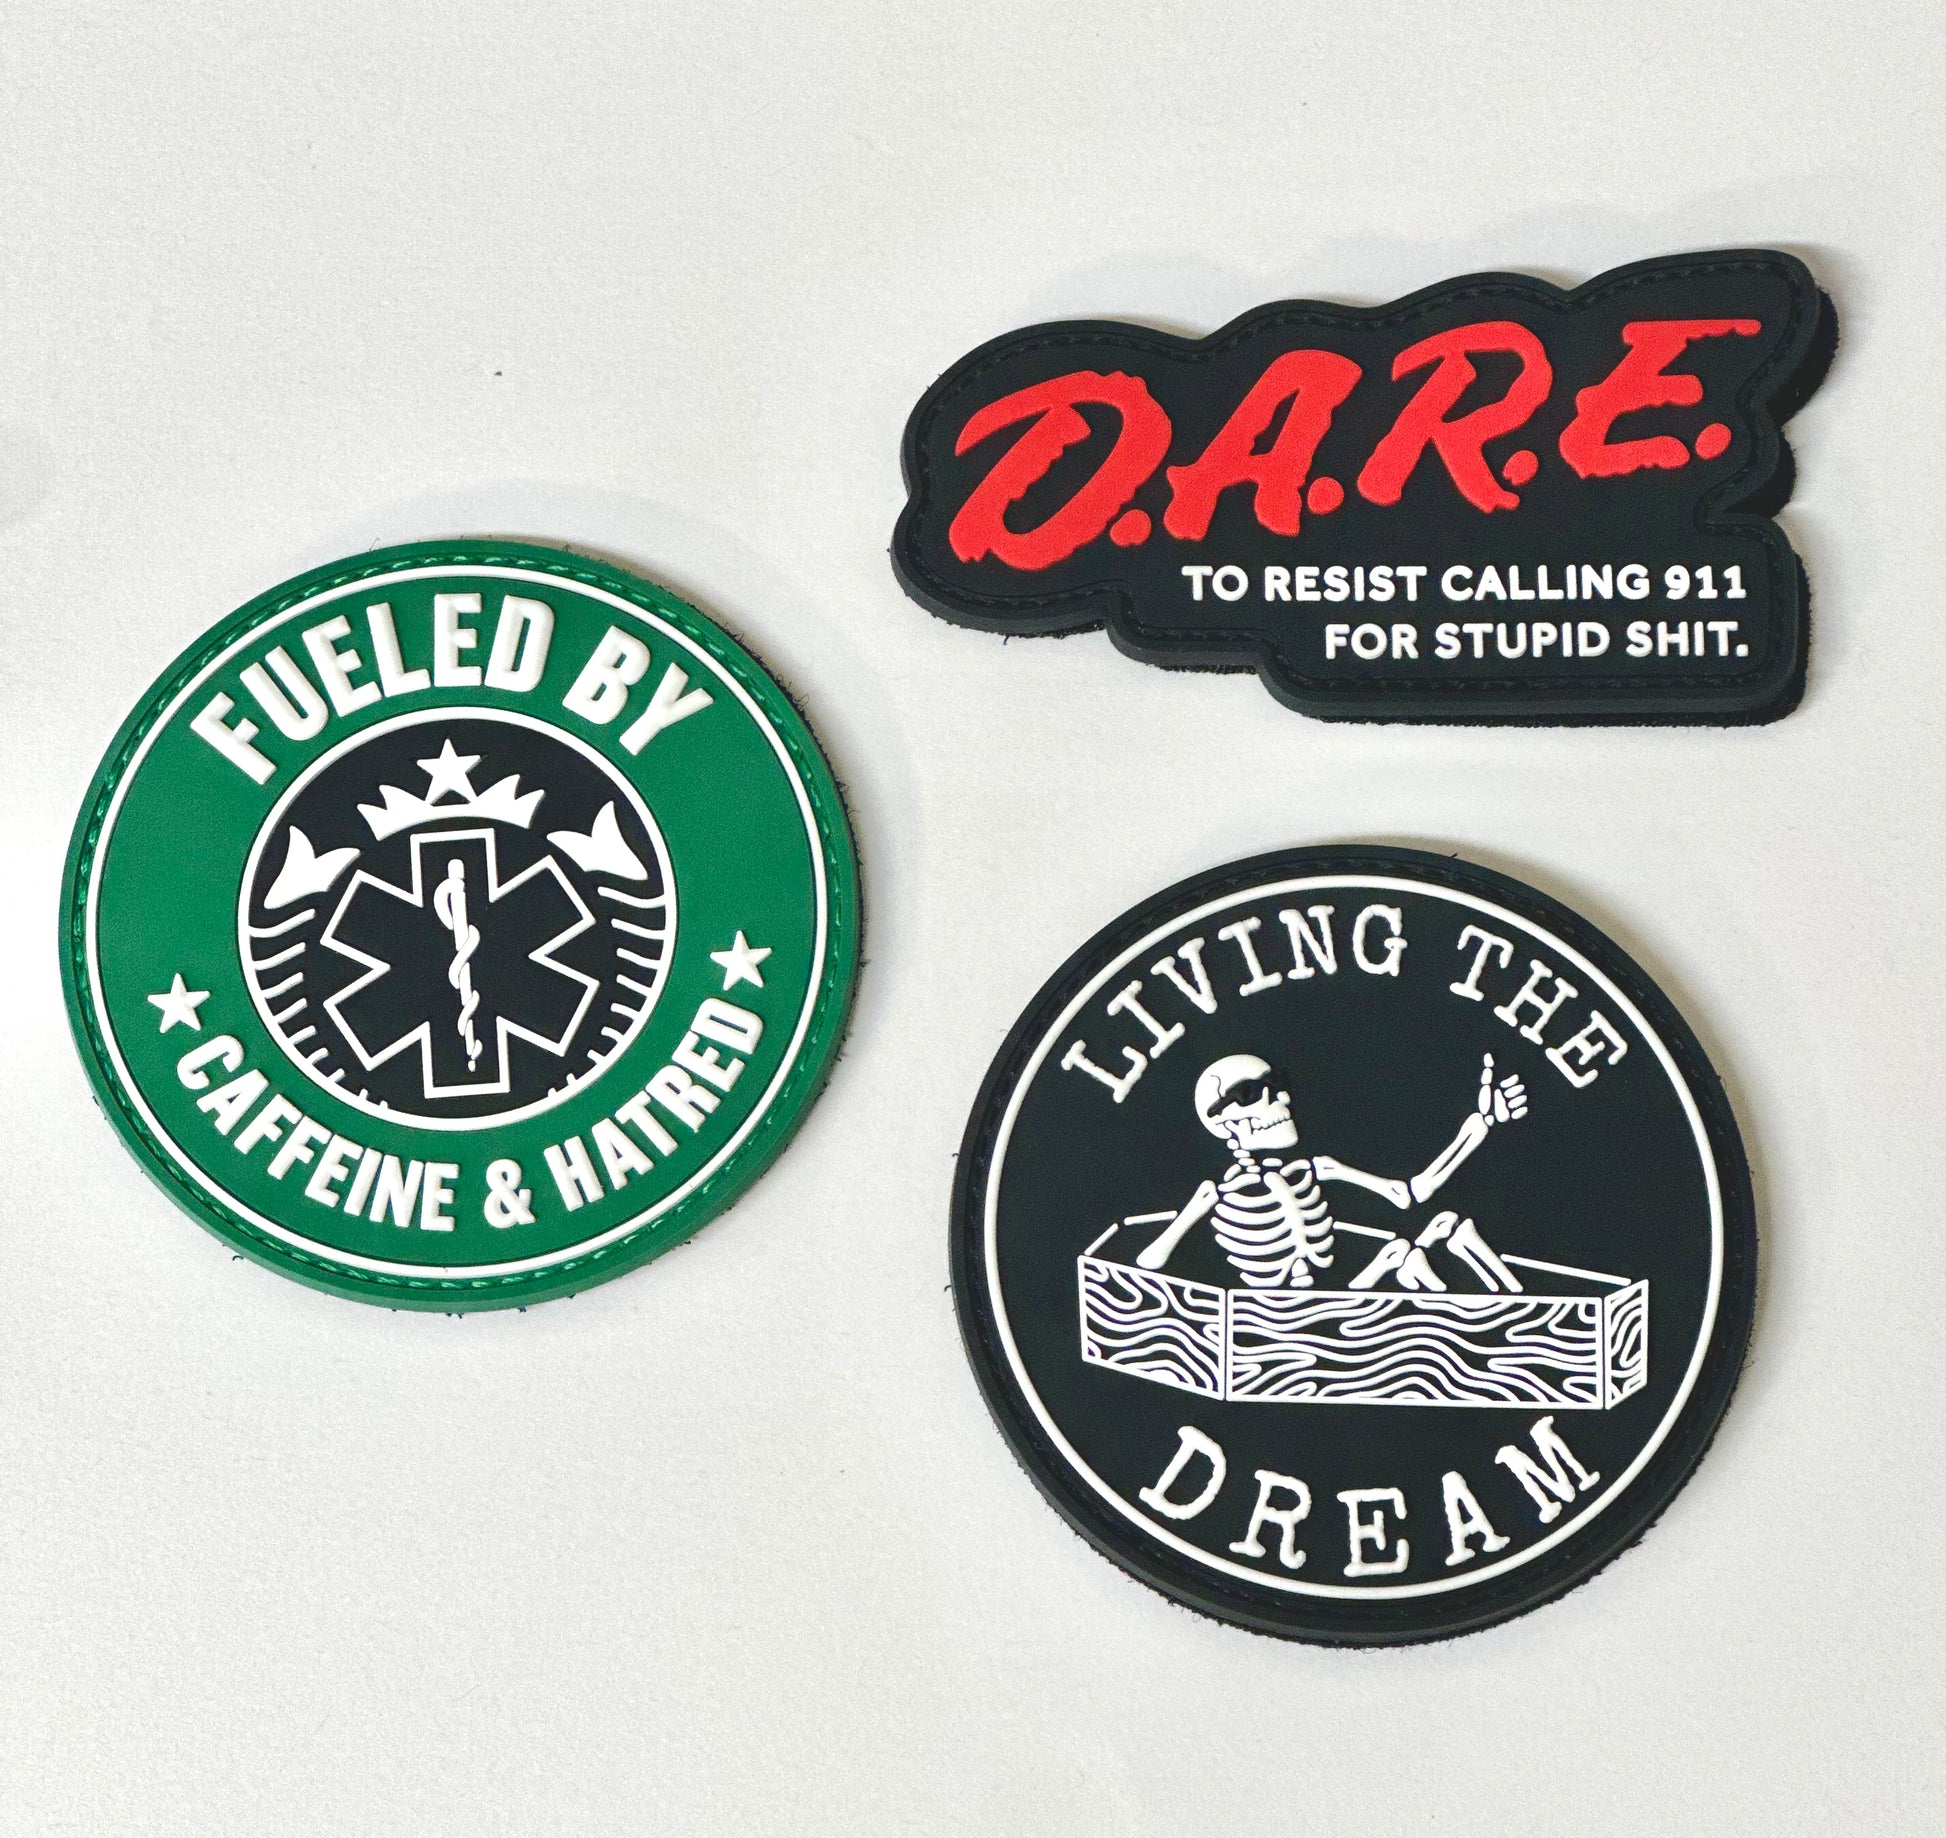 FUELED BY
CAFFEINE & HATRED
D.A.R.E.
TO RESIST CALLING 911
FOR STUPID SHIT.
LIVING THE
DREAM